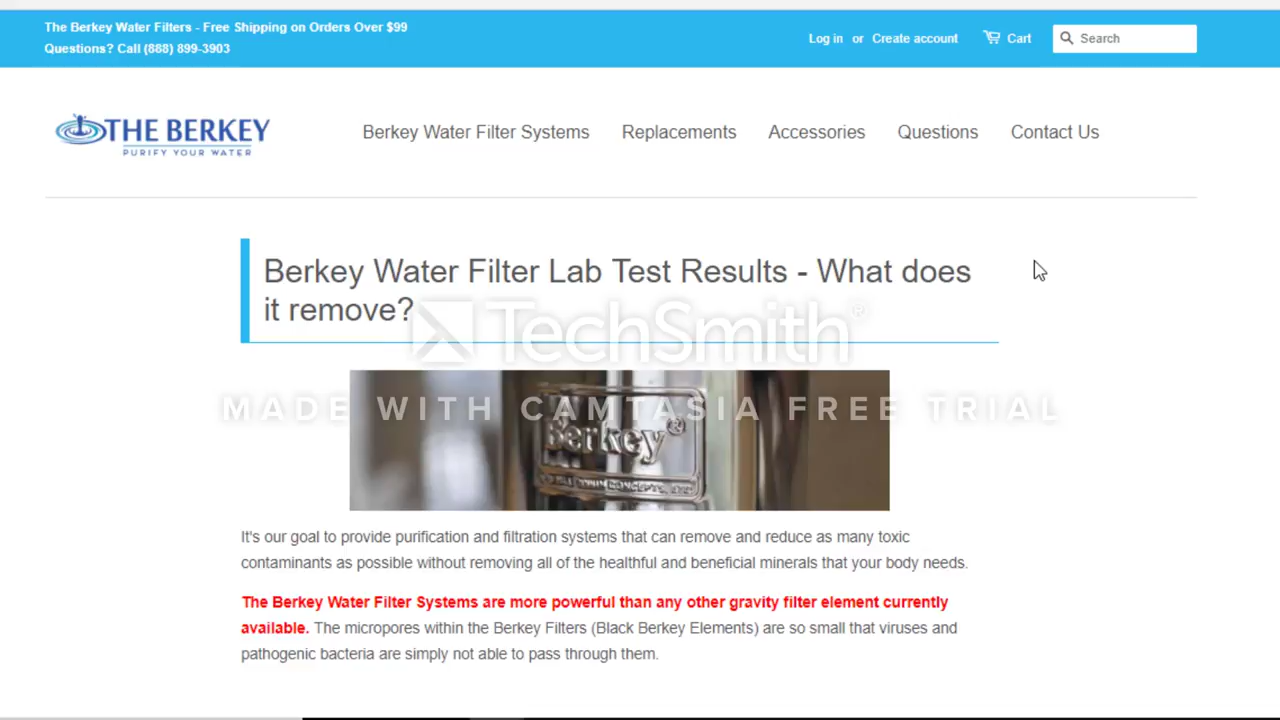 The Berkey Water Filters - Free Shipping on Orders Over $99
Questions? Call (888) 899-3903
Log in or Create account Cart Search
THE BERKEY
PURIFY YOUR WATER
Berkey Water Filter Systems Replacements Accessories Questions Contact Us
Berkey Water Filter Lab Test Results - What does
it remove?
TechSmith®
MADE WITH CAMTASIA FREE TRIAL
Berkey®
It's our goal to provide purification and filtration systems that can remove and reduce as many toxic
contaminants as possible without removing all of the healthful and beneficial minerals that your body needs.
The Berkey Water Filter Systems are more powerful than any other gravity filter element currently
available. The micropores within the Berkey Filters (Black Berkey Elements) are so small that viruses and
pathogenic bacteria are simply not able to pass through them.